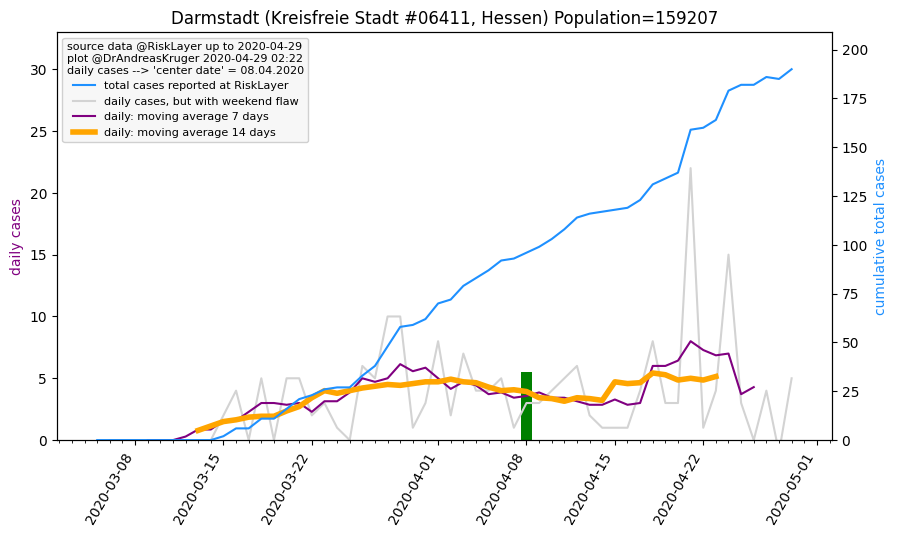 Darmstadt (Kreisfreie Stadt #06411, Hessen) Population=159207
source data @RiskLayer up to 2020-04-29
plot @DrAndreasKruger 2020-04-29 02:22
daily cases --> 'center date' = 08.04.2020
total cases reported at RiskLayer
daily cases, but with weekend flaw
daily: moving average 7 days
daily: moving average 14 days
daily cases
30
25
20
15
10
5
0
cumulative total cases
200
175
150
125
100
75
50
25
0
2020-03-08
2020-03-15
2020-03-22
2020-04-01
2020-04-08
2020-04-15
2020-04-22
2020-05-01